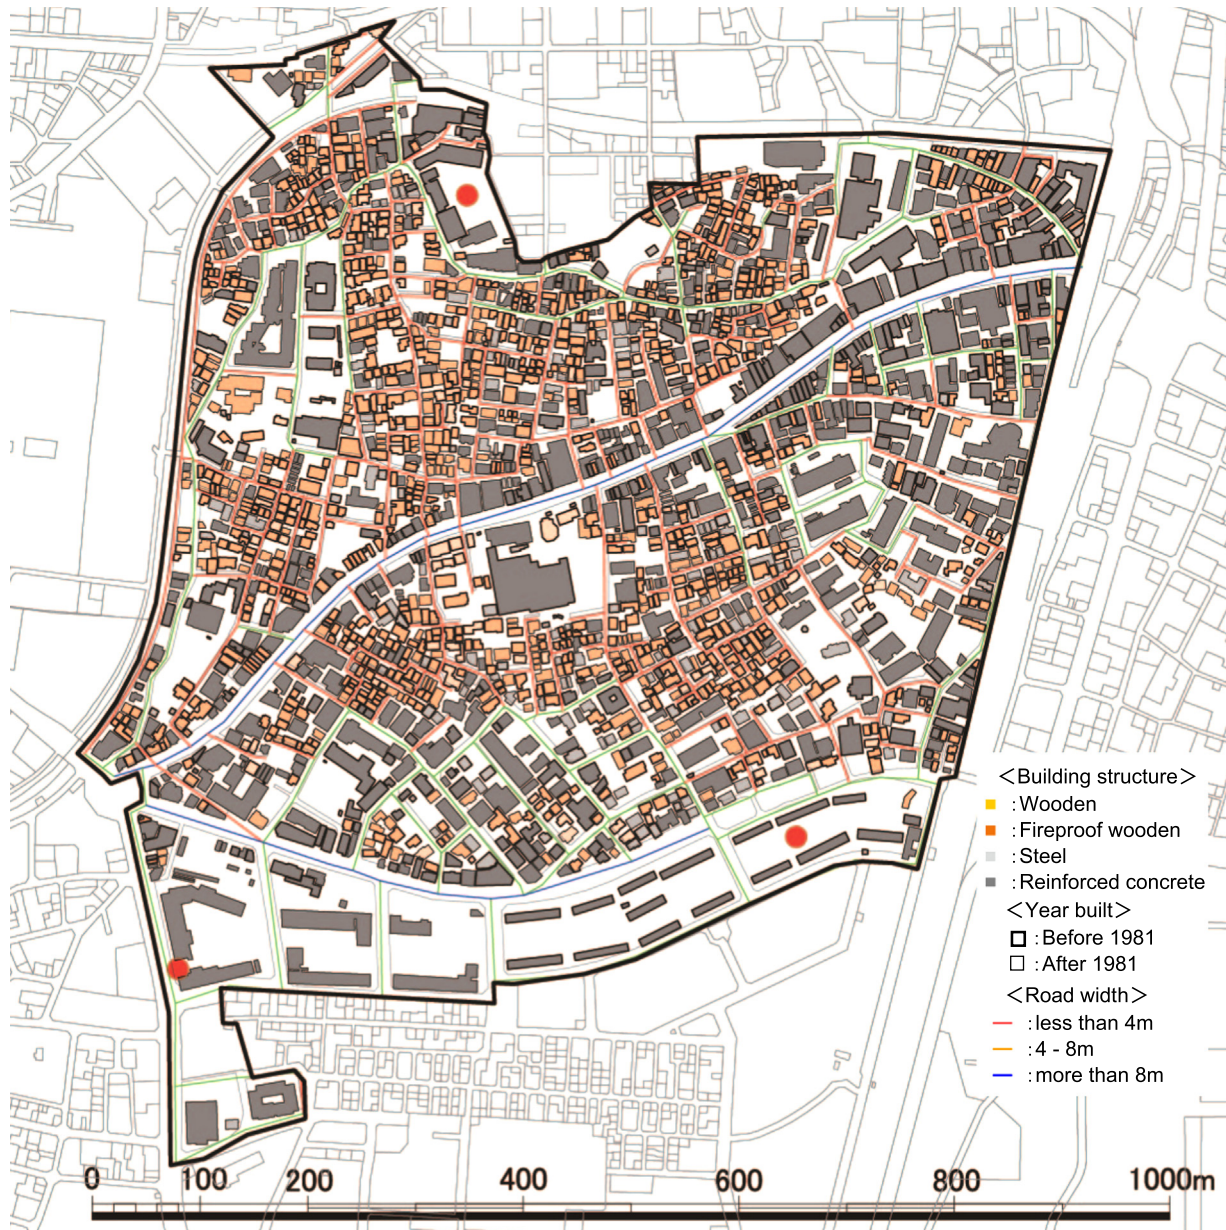 ＜Building structure＞
: Wooden
: Fireproof wooden
: Steel
: Reinforced concrete
＜Year built＞
: Before 1981
: After 1981
＜Road width＞
: less than 4m
: 4 - 8m
: more than 8m
0 100 200 400 600 800 1000m